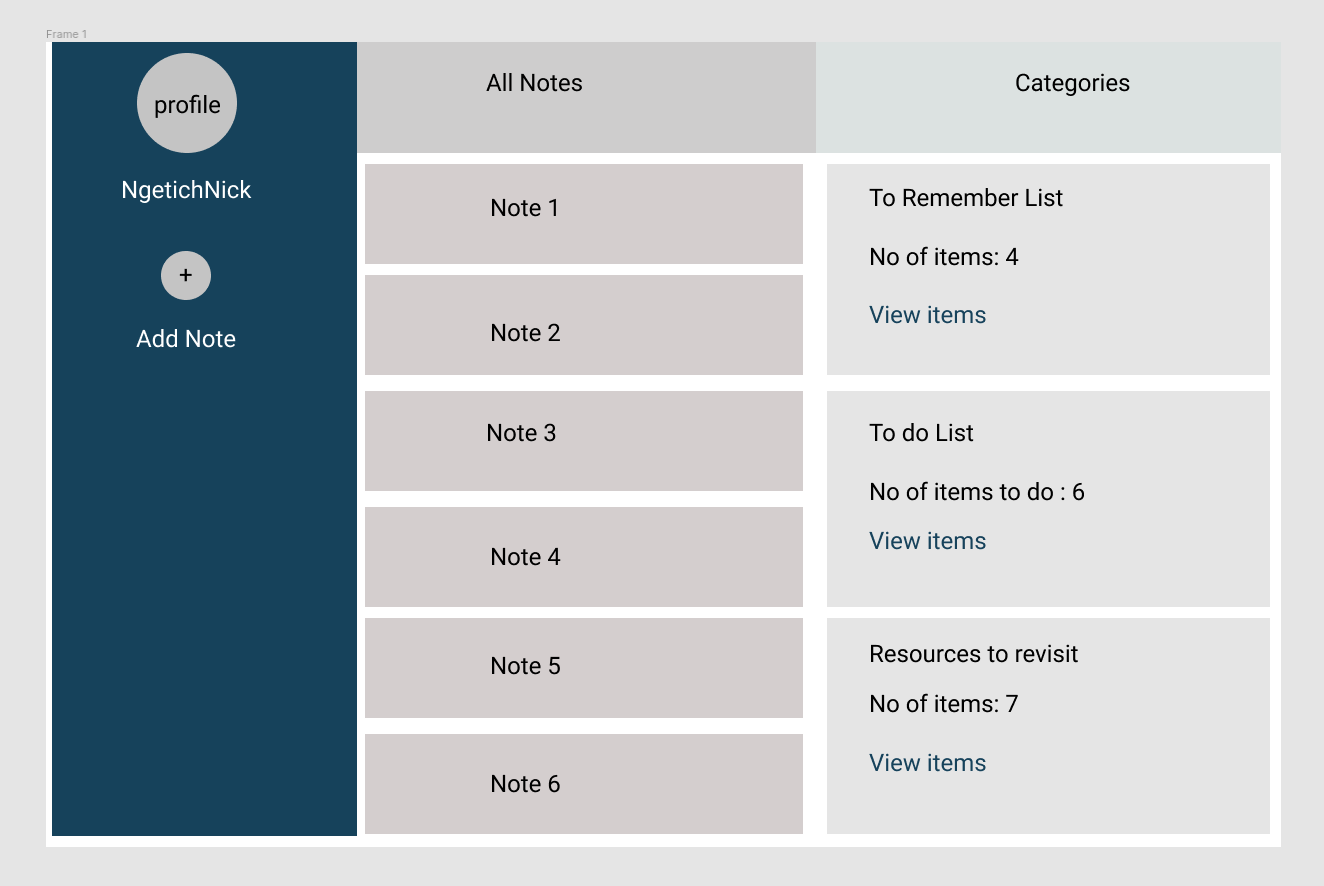 Frame 1
profile
NgetichNick
+
Add Note
All Notes
Note 1
Note 2
Note 3
Note 4
Note 5
Note 6
Categories
To Remember List
No of items: 4
View items
To do List
No of items to do : 6
View items
Resources to revisit
No of items: 7
View items